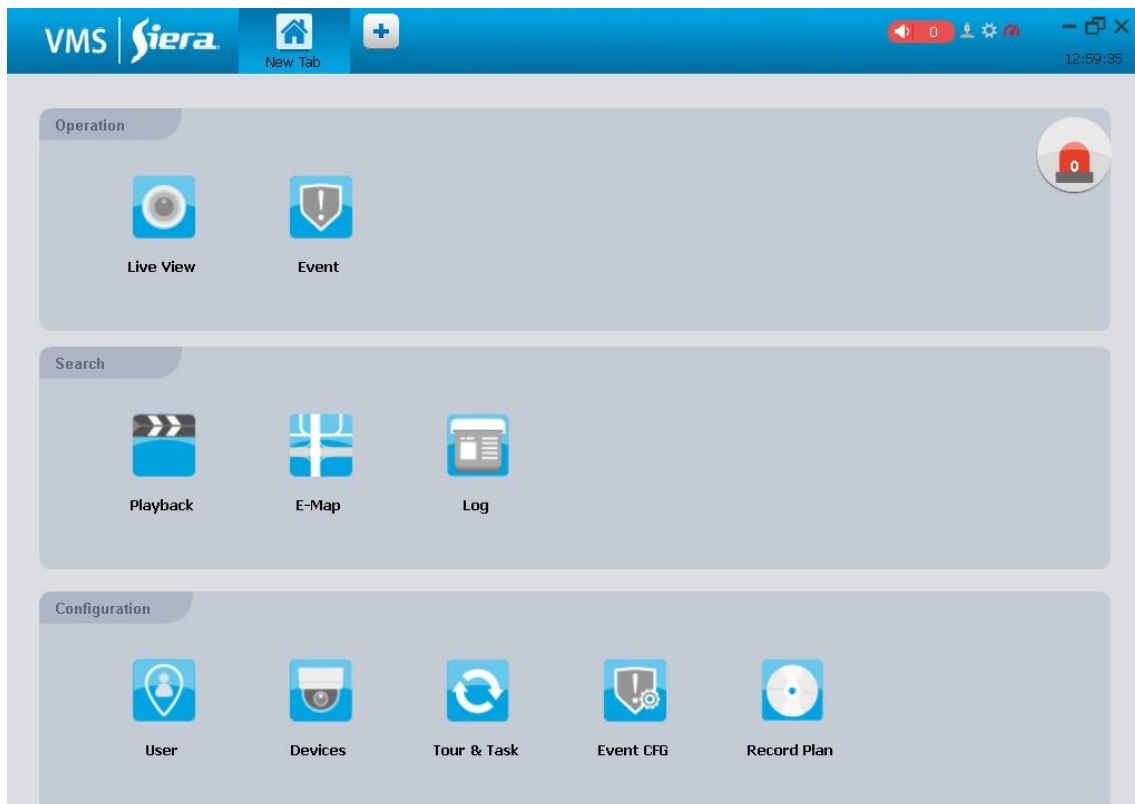 VMS Siera
New Tab
0
12:59:35
Operation
0
Live View Event
Search
Playback E-Map Log
Configuration
User Devices Tour & Task Event CFG Record Plan